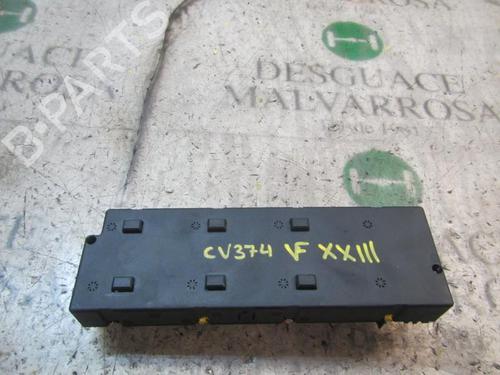 B-PARTS
DESGUACE
MALVARROSA
CV374 VF XXIII